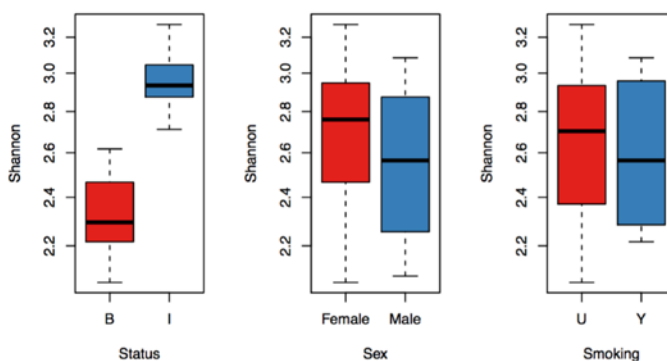 Shannon
2.2 2.4 2.6 2.8 3.0 3.2
B I
Status
Shannon
2.2 2.4 2.6 2.8 3.0 3.2
Female Male
Sex
Shannon
2.2 2.4 2.6 2.8 3.0 3.2
U Y
Smoking